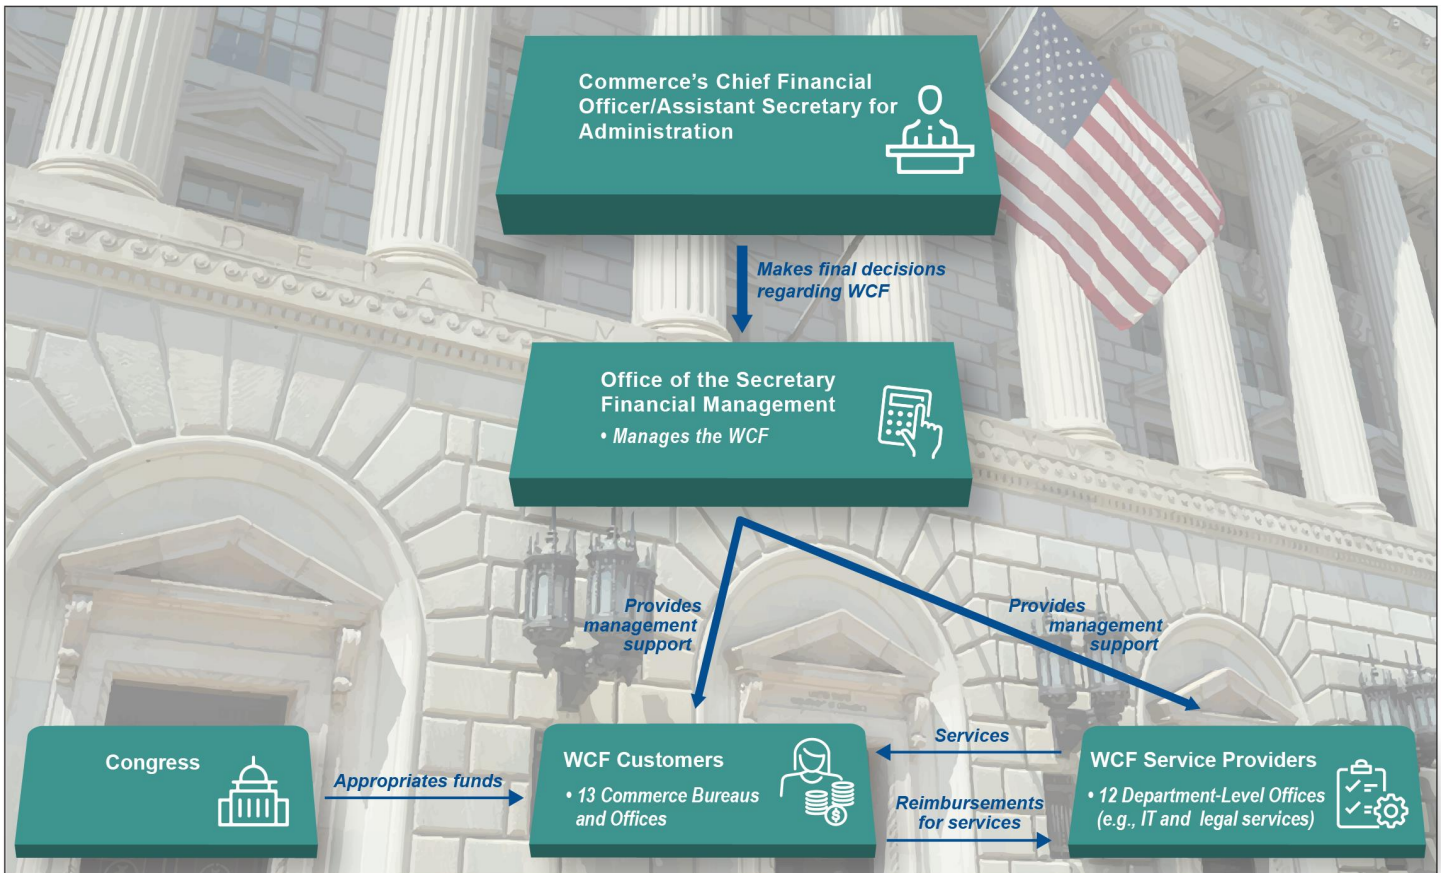 Commerce's Chief Financial
Officer/Assistant Secretary for
Administration
DEPARTM
Makes final decisions
regarding WCF
Office of the Secretary
Financial Management
• Manages the WCF
Provides
management
support
Provides
management
support
Congress
Appropriates funds
WCF Customers
• 13 Commerce Bureaus
and Offices
Services
Reimbursements
for services
WCF Service Providers
• 12 Department-Level Offices
(e.g., IT and legal services)